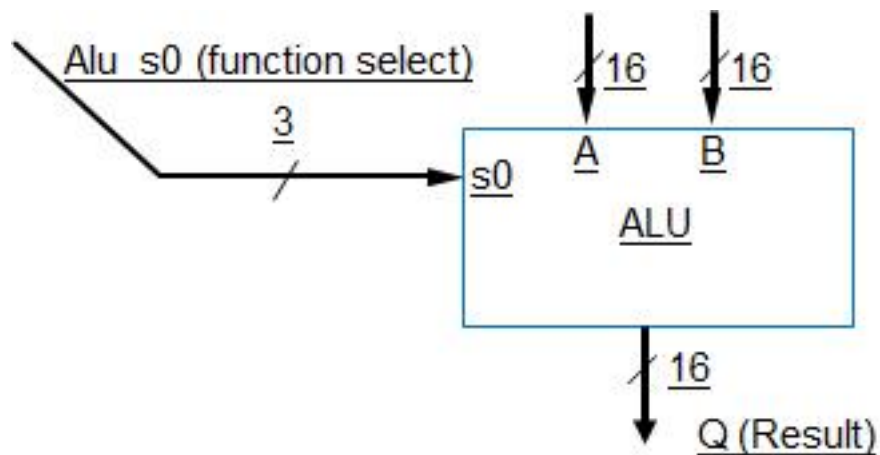 Alu s0 (function select)
3
16
16
s0
A
B
ALU
16
Q (Result)